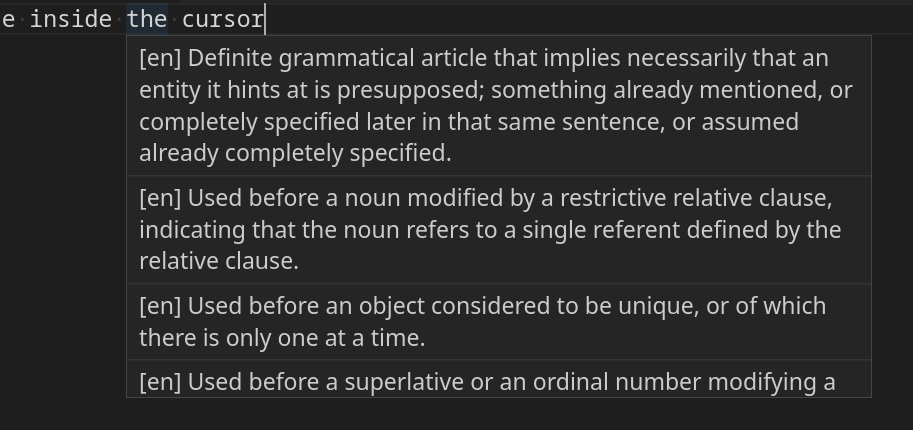 e inside the cursor
[en] Definite grammatical article that implies necessarily that an
entity it hints at is presupposed; something already mentioned, or
completely specified later in that same sentence, or assumed
already completely specified.
[en] Used before a noun modified by a restrictive relative clause,
indicating that the noun refers to a single referent defined by the
relative clause.
[en] Used before an object considered to be unique, or of which
there is only one at a time.
[en] Used before a superlative or an ordinal number modifying a